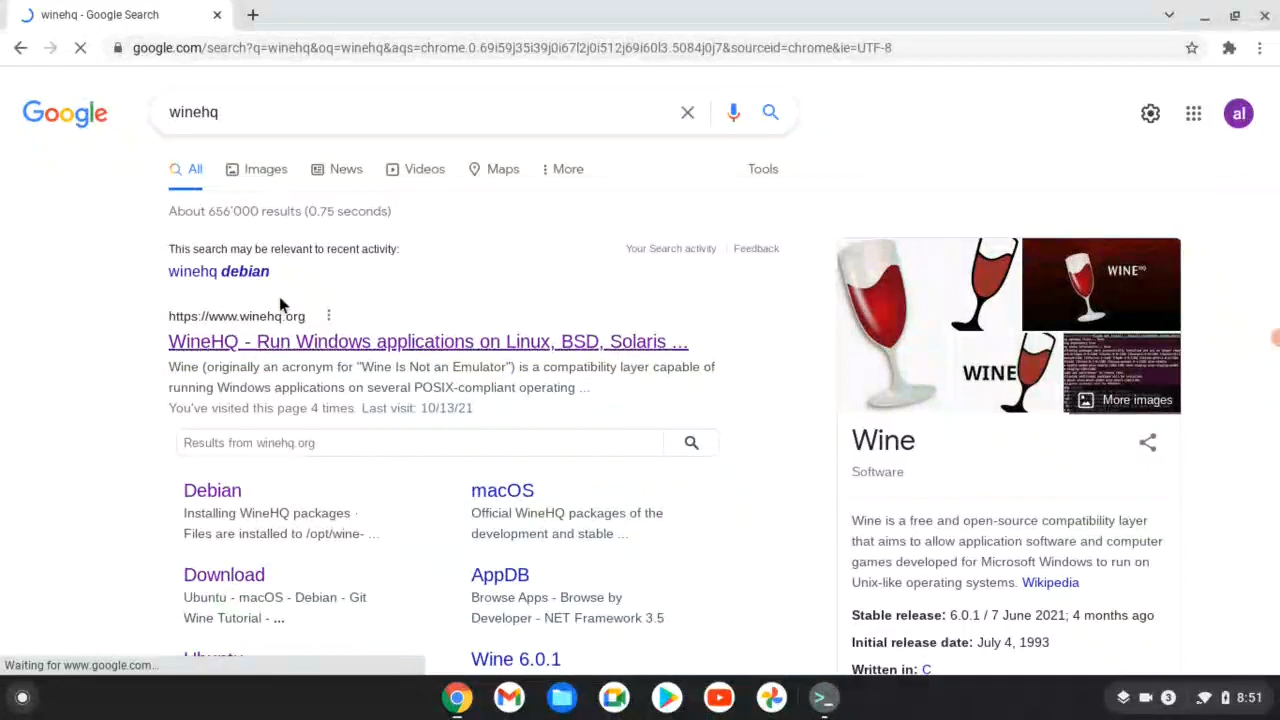 winehq - Google Search
google.com/search?q=winehq&oq=winehq&aqs=chrome.0.69i59j35i39j0i67l2j0i512j69i60l3.5084j0j7&sourceid=chrome&ie=UTF-8
Google
winehq
al
All
Images
News
Videos
Maps
More
Tools
About 656'000 results (0.75 seconds)
This search may be relevant to recent activity:
Your Search activity
Feedback
winehq debian
https://www.winehq.org
WineHQ - Run Windows applications on Linux, BSD, Solaris ...
Wine (originally an acronym for "Wine Is Not an Emulator") is a compatibility layer capable of
running Windows applications on several POSIX-compliant operating ...
You've visited this page 4 times. Last visit: 10/13/21
Results from winehq.org
Debian
Installing WineHQ packages ·
Files are installed to /opt/wine- ...
macOS
Official WineHQ packages of the
development and stable ...
Download
Ubuntu - macOS - Debian - Git
Wine Tutorial - ...
AppDB
Browse Apps - Browse by
Developer - NET Framework 3.5
Ubuntu
Wine 6.0.1
WINEHQ
WINE
More images
Wine
Software
Wine is a free and open-source compatibility layer
that aims to allow application software and computer
games developed for Microsoft Windows to run on
Unix-like operating systems. Wikipedia
Stable release: 6.0.1 / 7 June 2021; 4 months ago
Initial release date: July 4, 1993
Written in: C
Waiting for www.google.com...
3
8:51